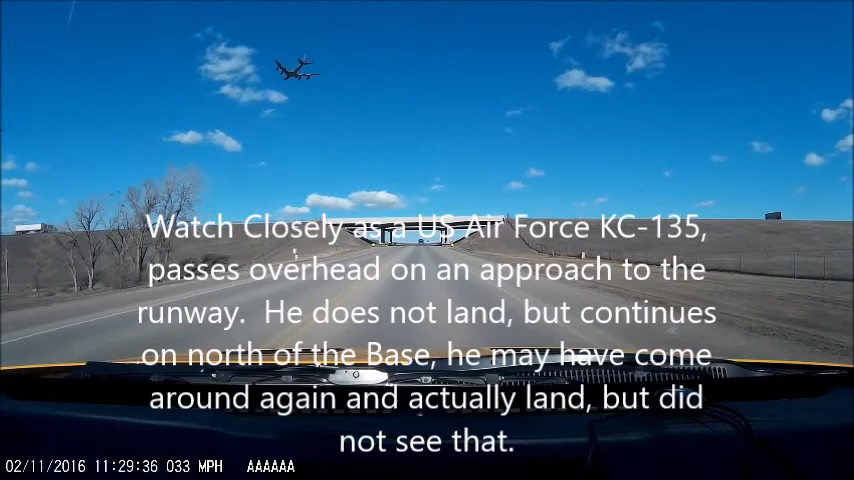 Watch Closely as a US Air Force KC-135,
passes overhead on an approach to the
runway.  He does not land, but continues
on north of the Base, he may have come
around again and actually land, but did
not see that.
02/11/2016 11:29:36 033 MPH AAAAAA